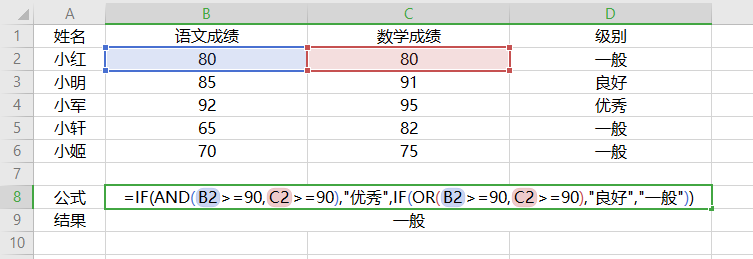 A B C D
1 姓名 语文成绩 数学成绩 级别
2 小红 80 80 一般
3 小明 85 91 良好
4 小军 92 95 优秀
5 小轩 65 82 一般
6 小姬 70 75 一般
7
8 公式 =IF(AND(B2>=90,C2>=90),"优秀",IF(OR(B2>=90,C2>=90),"良好","一般"))
9 结果 一般
10